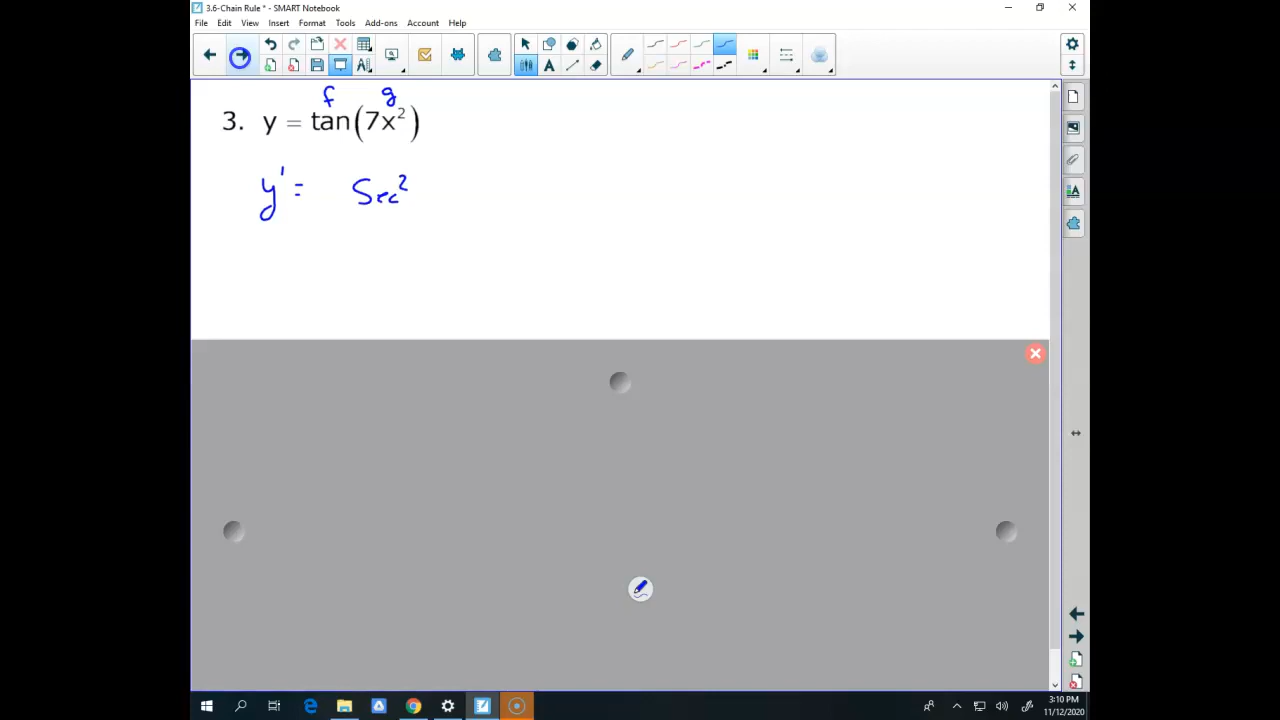 3.6-Chain Rule * - SMART Notebook
File Edit View Insert Format Tools Add-ons Account Help
f g
3. y = tan(7x²)
y' = Sec²
3:10 PM
11/12/2020